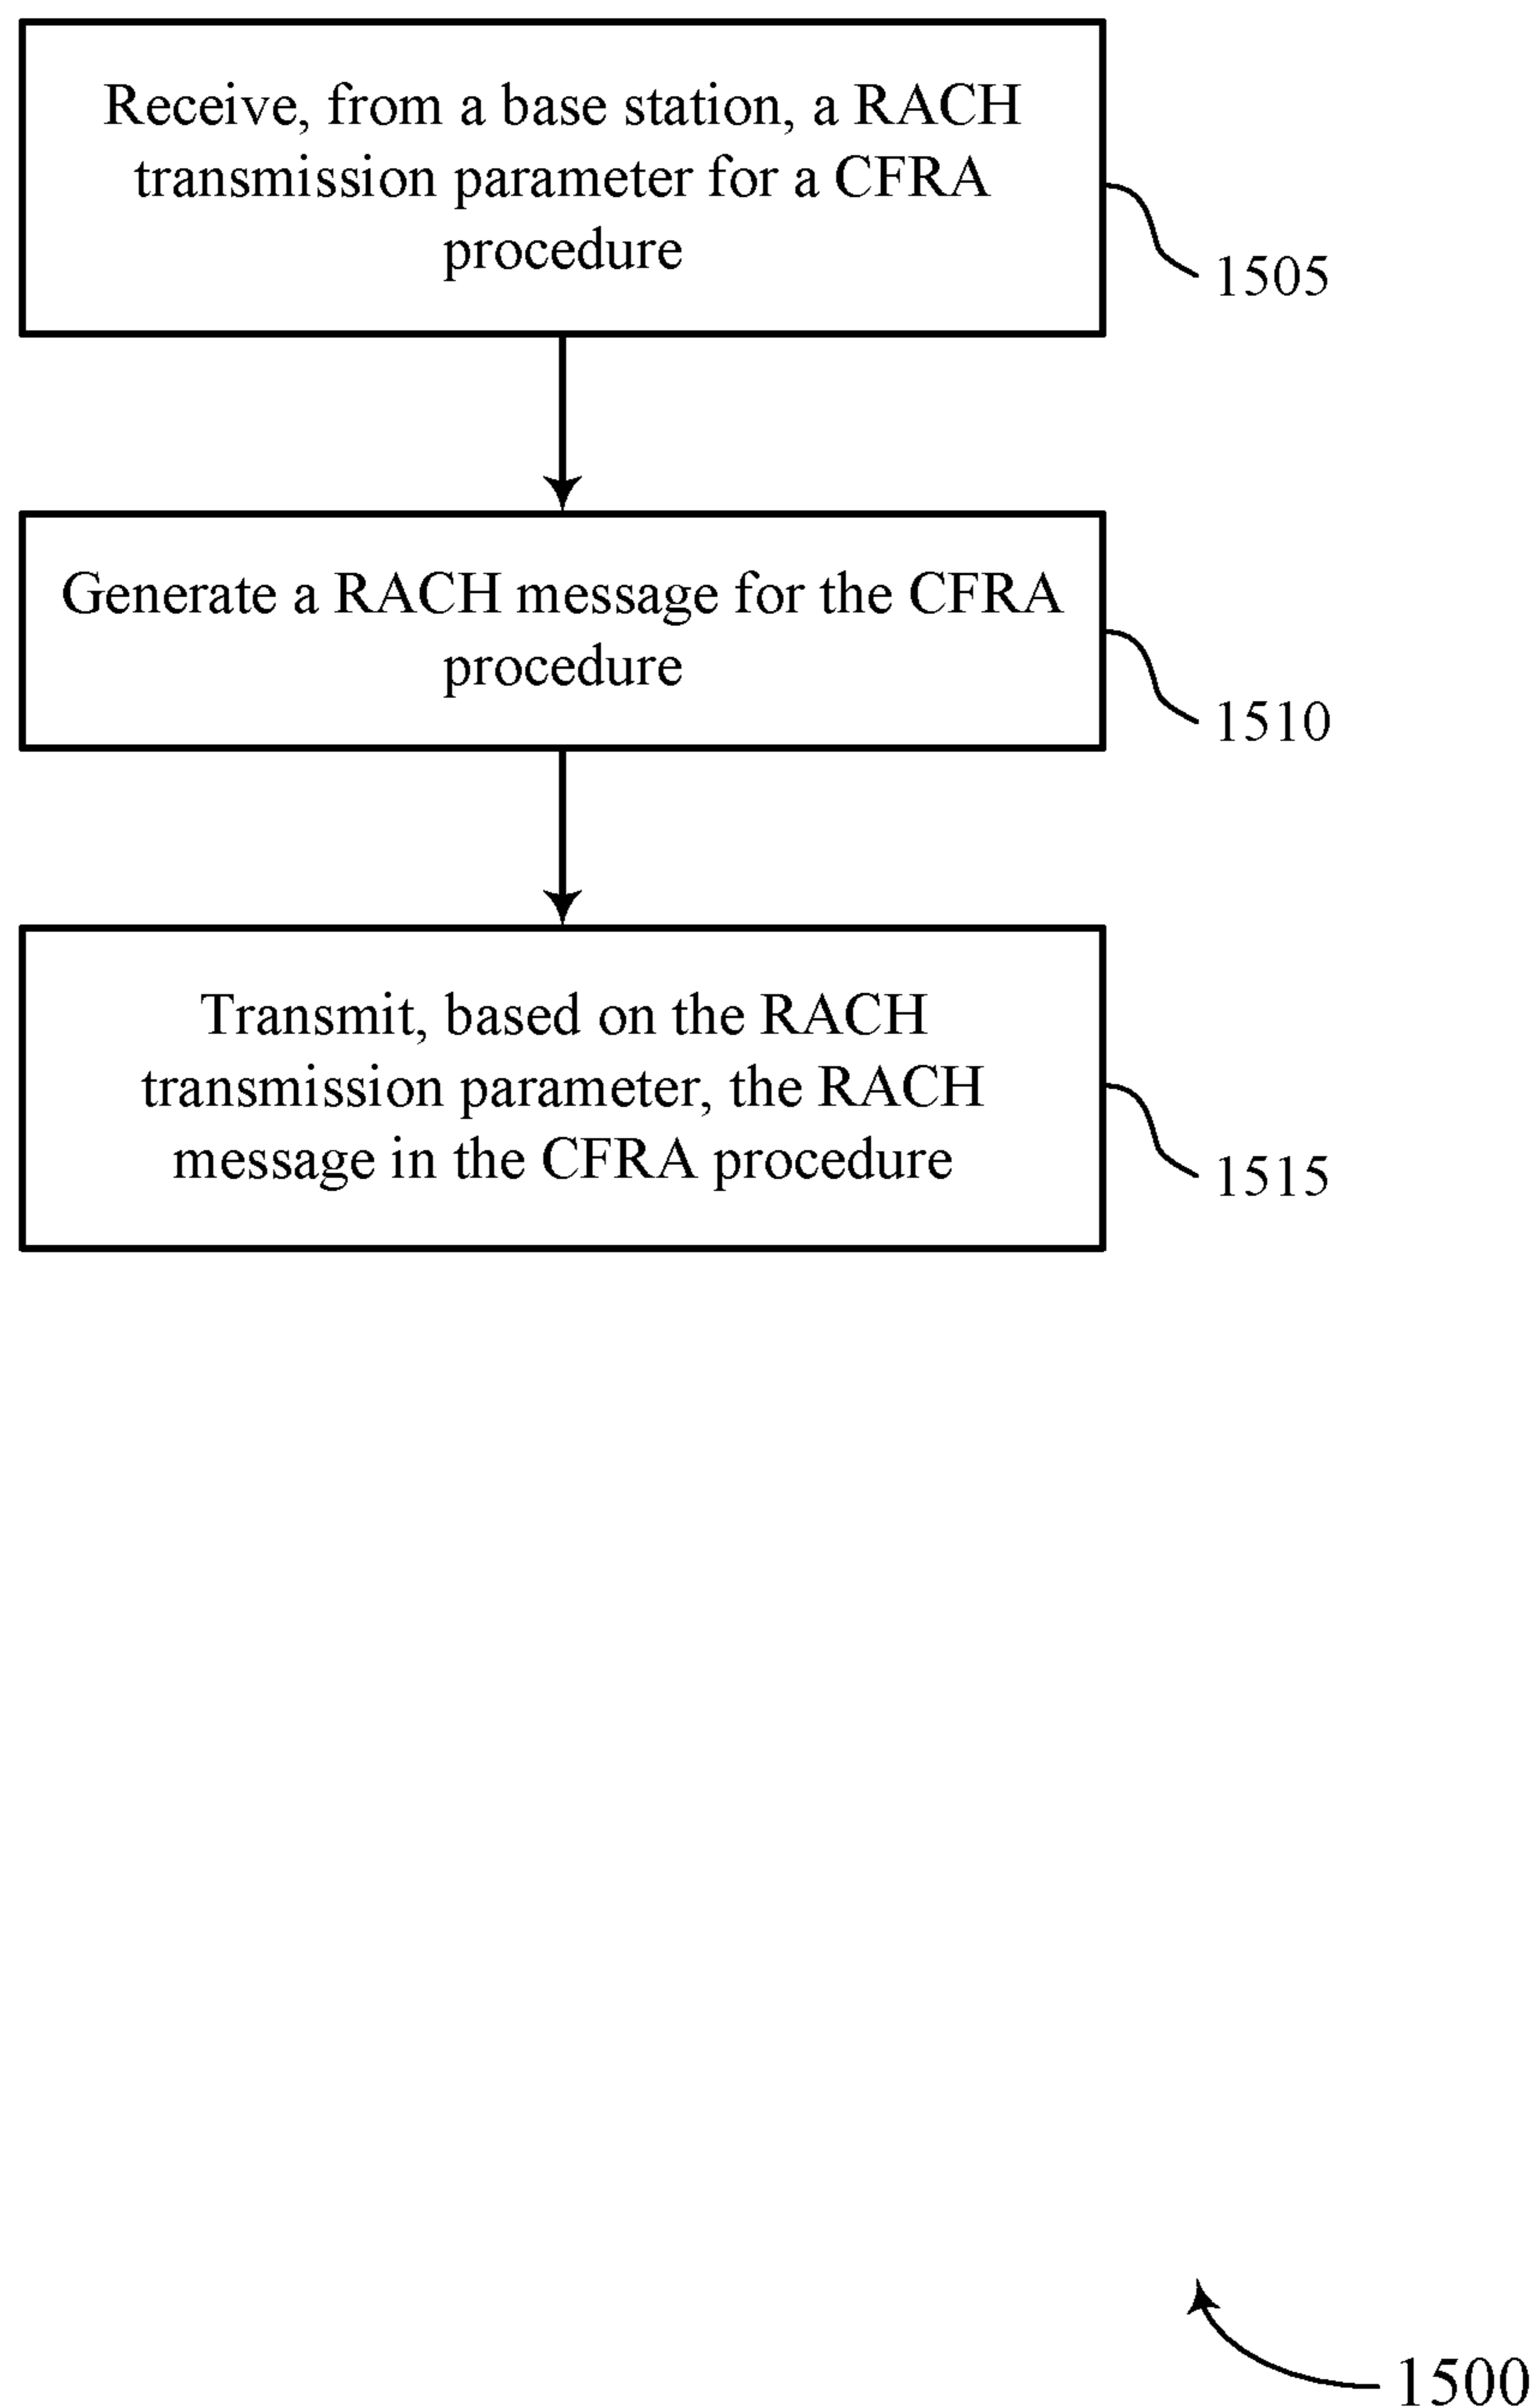 Receive, from a base station, a RACH
transmission parameter for a CFRA
procedure
1505
Generate a RACH message for the CFRA
procedure
1510
Transmit, based on the RACH
transmission parameter, the RACH
message in the CFRA procedure
1515
1500